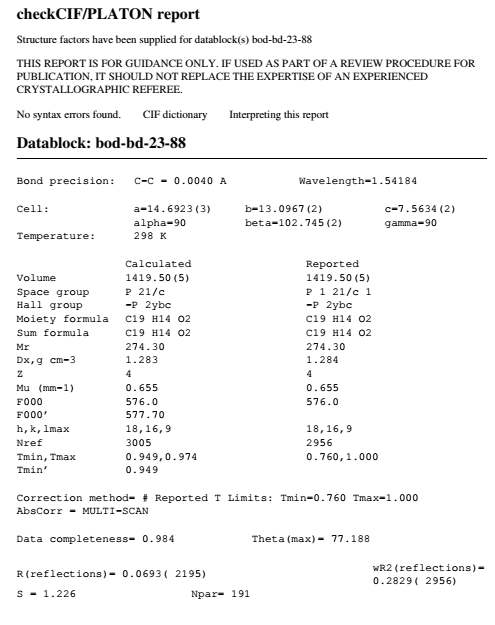 checkCIF/PLATON report
Structure factors have been supplied for datablock(s) bod-bd-23-88
THIS REPORT IS FOR GUIDANCE ONLY. IF USED AS PART OF A REVIEW PROCEDURE FOR
PUBLICATION, IT SHOULD NOT REPLACE THE EXPERTISE OF AN EXPERIENCED
CRYSTALLOGRAPHIC REFEREE.
No syntax errors found. CIF dictionary Interpreting this report
Datablock: bod-bd-23-88
Bond precision: C-C = 0.0040 A Wavelength=1.54184
Cell: a=14.6923(3) b=13.0967(2) c=7.5634(2)
alpha=90 beta=102.745(2) gamma=90
Temperature: 298 K
Calculated Reported
Volume 1419.50(5) 1419.50(5)
Space group P 21/c P 1 21/c 1
Hall group -P 2ybc -P 2ybc
Moiety formula C19 H14 O2 C19 H14 O2
Sum formula C19 H14 O2 C19 H14 O2
Mr 274.30 274.30
Dx,g cm-3 1.283 1.284
Z 4 4
Mu (mm-1) 0.655 0.655
F000 576.0 576.0
F000' 577.70
h,k,lmax 18,16,9 18,16,9
Nref 3005 2956
Tmin,Tmax 0.949,0.974 0.760,1.000
Tmin' 0.949
Correction method= # Reported T Limits: Tmin=0.760 Tmax=1.000
AbsCorr = MULTI-SCAN
Data completeness= 0.984 Theta(max)= 77.188
R(reflections)= 0.0693( 2195) wR2(reflections)=
0.2829( 2956)
S = 1.226 Npar= 191